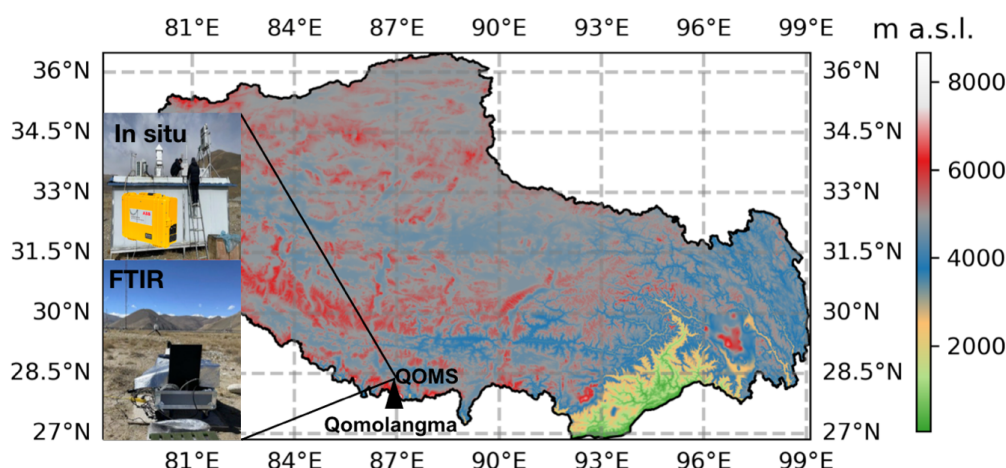 81°E 84°E 87°E 90°E 93°E 96°E 99°E
m a.s.l.
36°N 36°N
34.5°N 34.5°N
33°N 33°N
31.5°N 31.5°N
30°N 30°N
28.5°N 28.5°N
27°N 27°N
In situ
FTIR
QOMS
Qomolangma
8000
6000
4000
2000
81°E 84°E 87°E 90°E 93°E 96°E 99°E